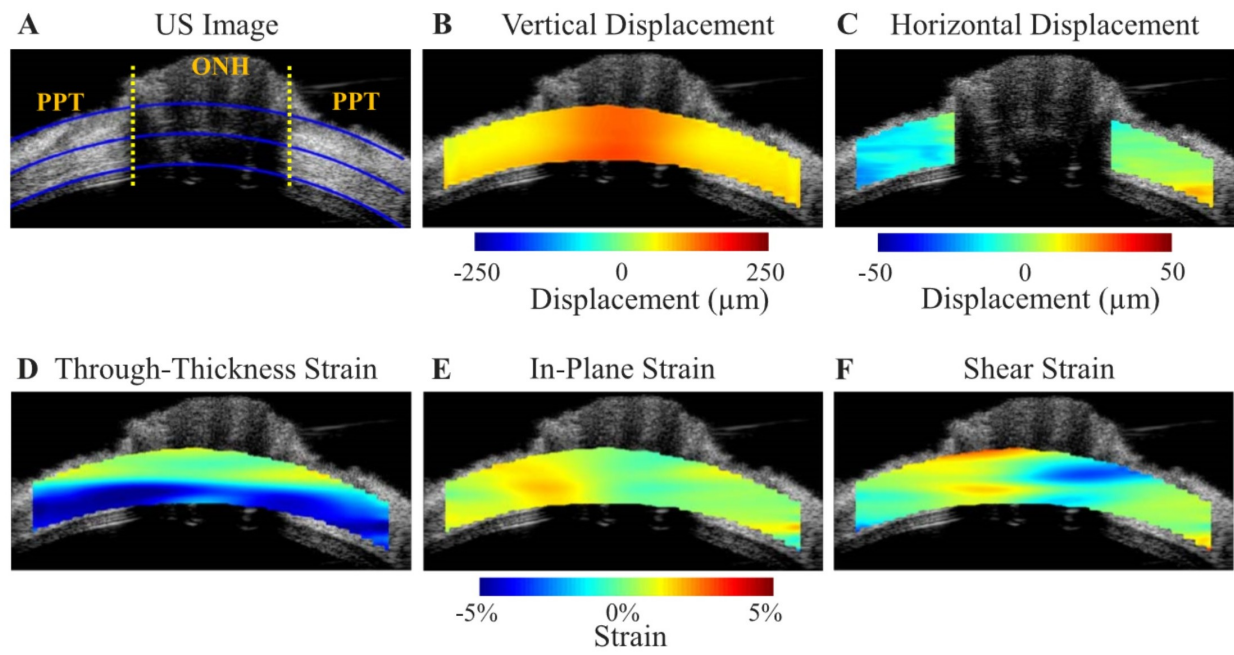 A US Image
PPT ONH PPT
B Vertical Displacement
-250 0 250
Displacement (µm)
C Horizontal Displacement
-50 0 50
Displacement (µm)
D Through-Thickness Strain
E In-Plane Strain
-5% 0% 5%
Strain
F Shear Strain